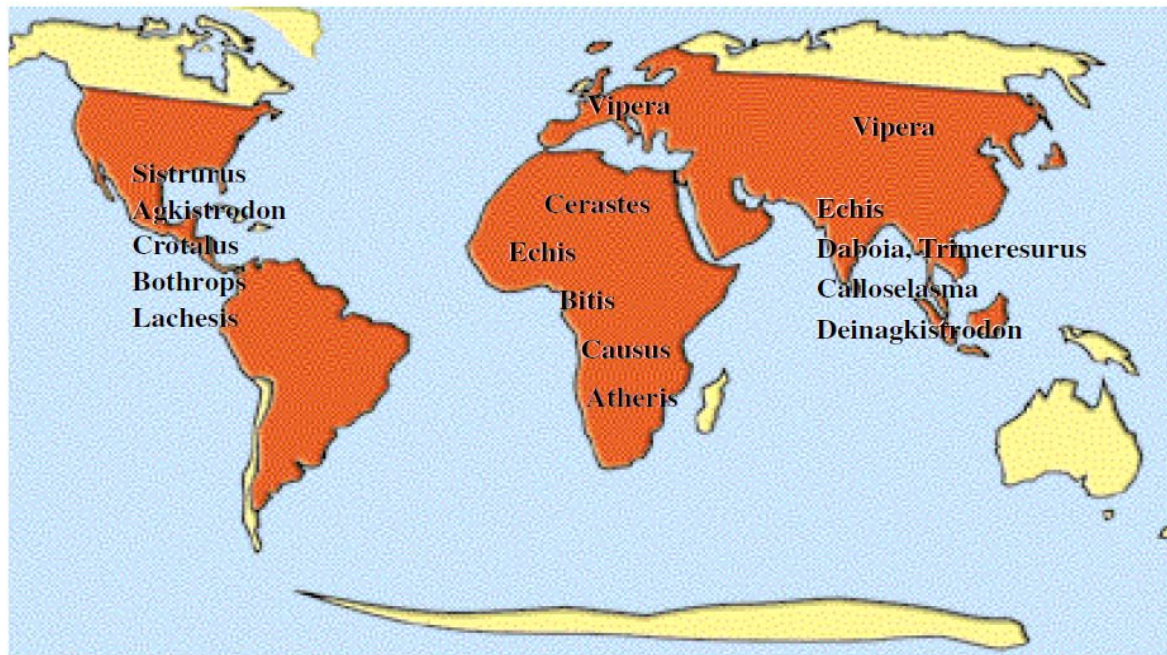 Sistrurus
Agkistrodon
Crotalus
Bothrops
Lachesis
Vipera
Cerastes
Echis
Bitis
Causus
Atheris
Vipera
Echis
Daboia, Trimeresurus
Calloselasma
Deinagkistrodon